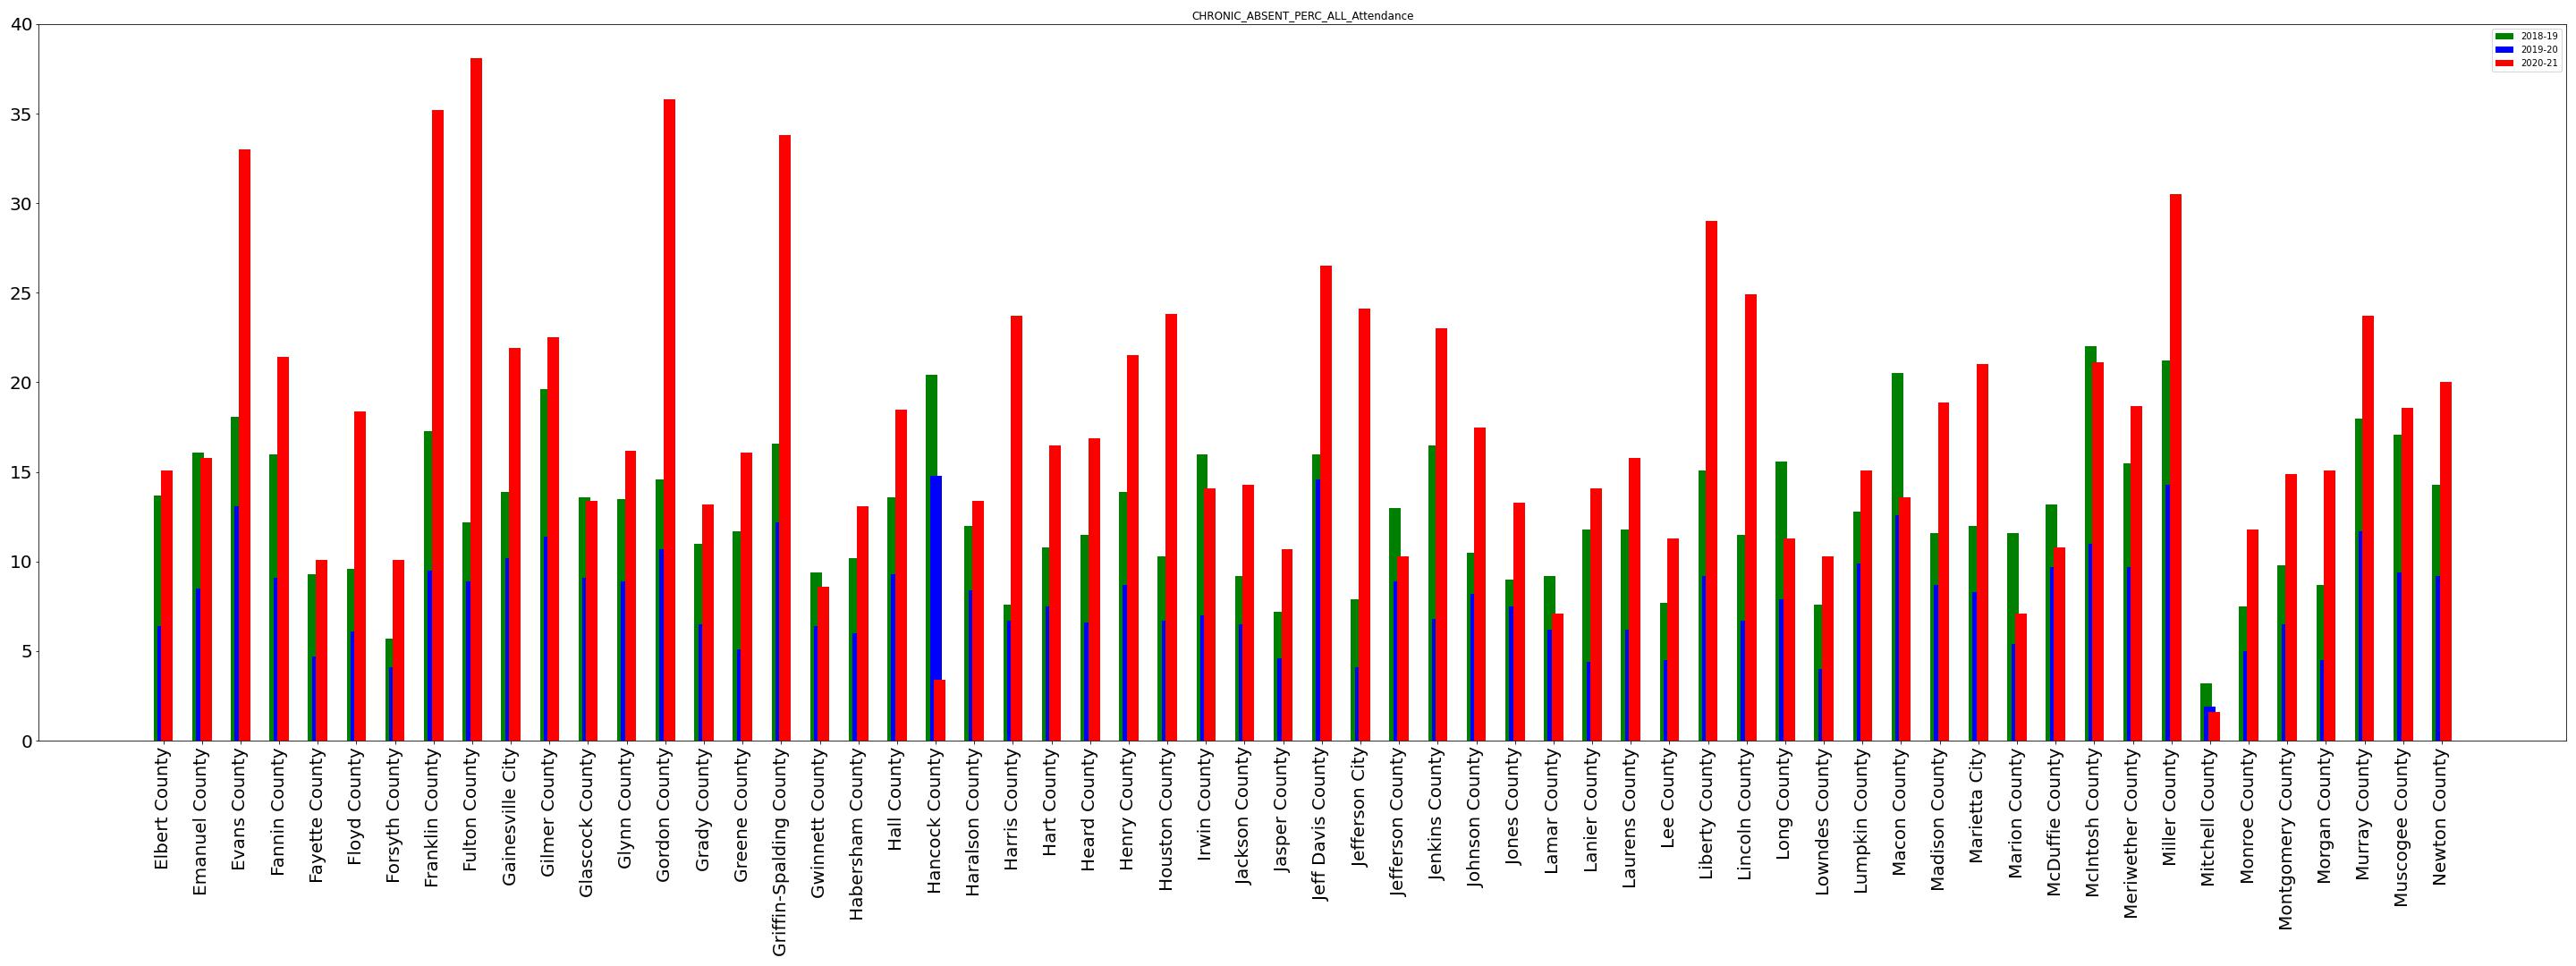 CHRONIC_ABSENT_PERC_ALL_Attendance
2018-19
2019-20
2020-21
40
35
30
25
20
15
10
5
0
Elbert County
Emanuel County
Evans County
Fannin County
Fayette County
Floyd County
Forsyth County
Franklin County
Fulton County
Gainesville City
Gilmer County
Glascock County
Glynn County
Gordon County
Grady County
Greene County
Griffin-Spalding County
Gwinnett County
Habersham County
Hall County
Hancock County
Haralson County
Harris County
Hart County
Heard County
Henry County
Houston County
Irwin County
Jackson County
Jasper County
Jeff Davis County
Jefferson City
Jefferson County
Jenkins County
Johnson County
Jones County
Lamar County
Lanier County
Laurens County
Lee County
Liberty County
Lincoln County
Long County
Lowndes County
Lumpkin County
Macon County
Madison County
Marietta City
Marion County
McDuffie County
McIntosh County
Meriwether County
Miller County
Mitchell County
Monroe County
Montgomery County
Morgan County
Murray County
Muscogee County
Newton County